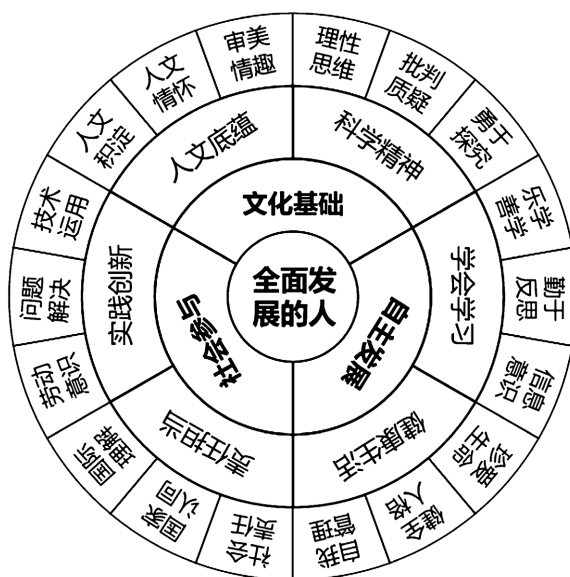 全面发
展的人
文化基础
自主发展
社会参与
人文底蕴
科学精神
学会学习
健康生活
责任担当
实践创新
人文
积淀
人文
情怀
审美
情趣
理性
思维
批判
质疑
勇于
探究
乐学
善学
勤于
反思
信息
意识
珍爱
生命
健全
人格
自我
管理
社会
责任
国家
认同
国际
理解
劳动
意识
问题
解决
技术
运用